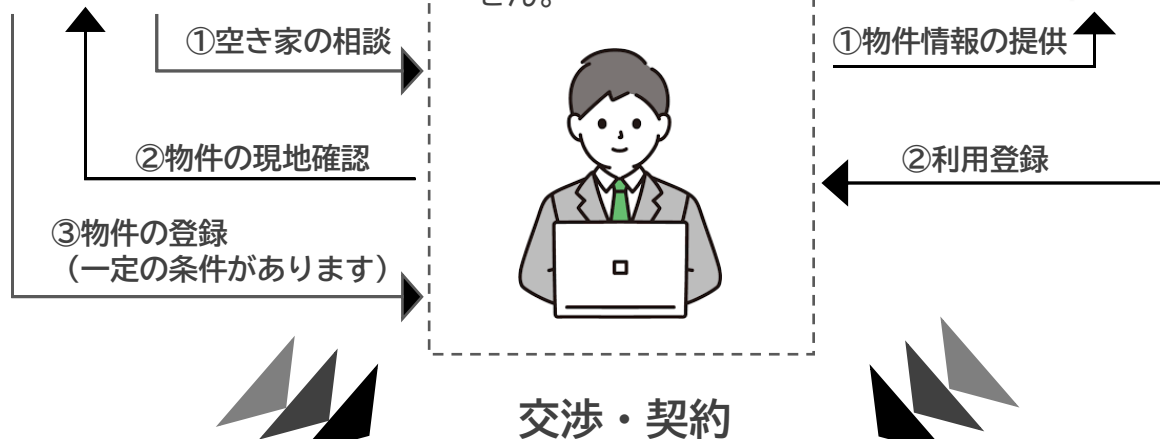 せん。
①空き家の相談
①物件情報の提供
②物件の現地確認
②利用登録
③物件の登録
（一定の条件があります）
交渉・契約